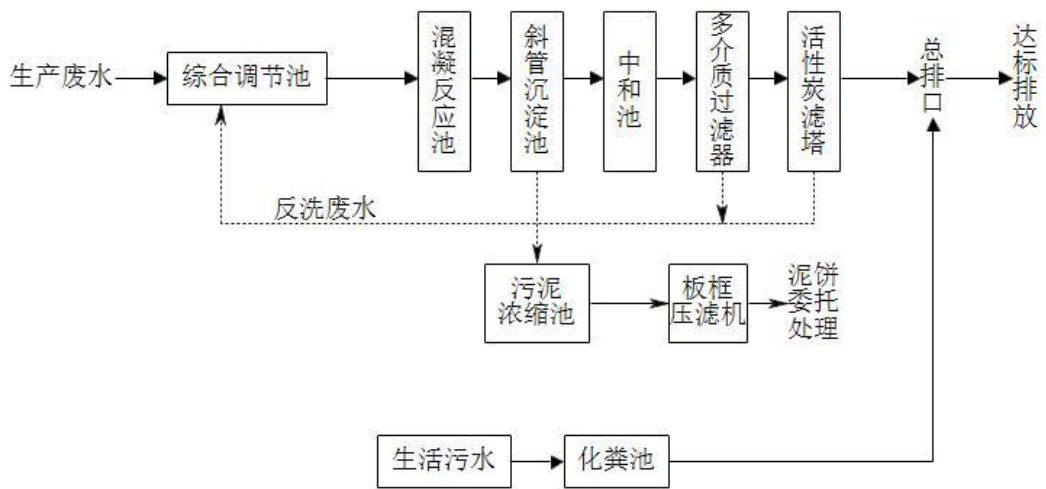 生产废水
综合调节池
混凝反应池
斜管沉淀池
中和池
多介质过滤器
活性炭滤塔
总排口
达标排放
反洗废水
污泥
浓缩池
板框
压滤机
泥饼
委托
处理
生活污水
化粪池